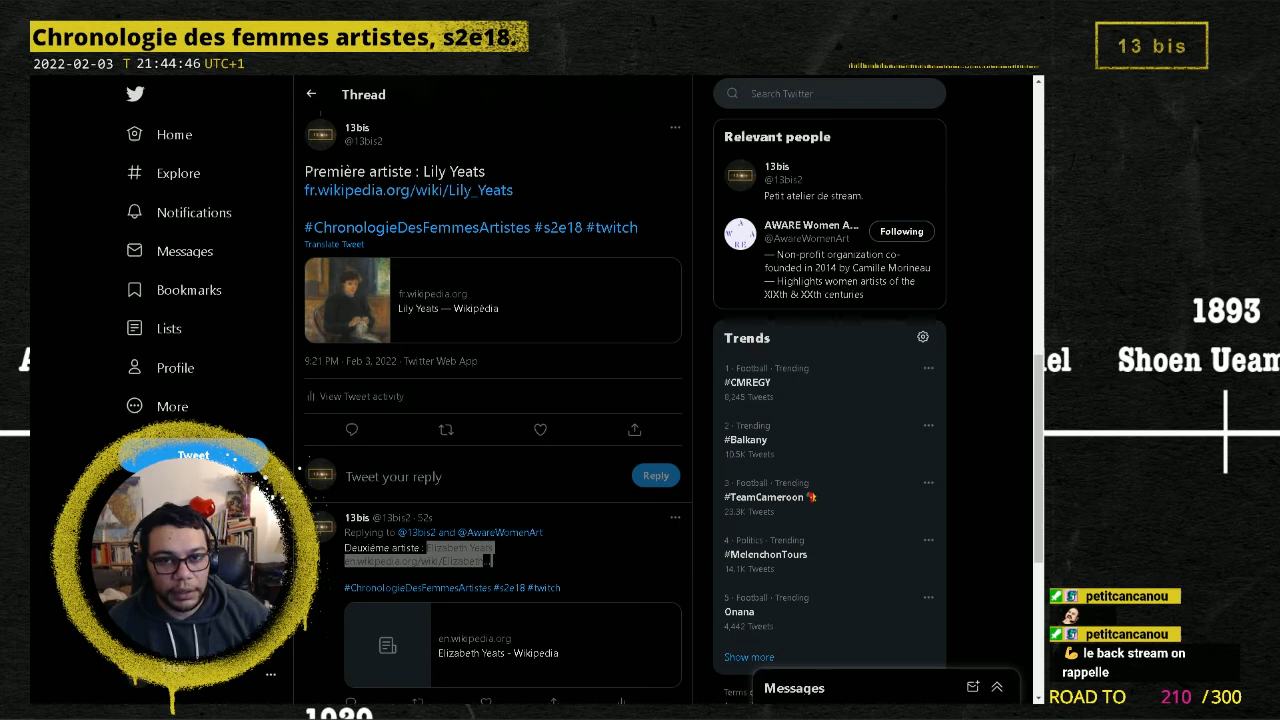 Chronologie des femmes artistes, s2e18.
2022-02-03 T 21:44:46 UTC+1
13 bis
Home
Explore
Notifications
Messages
Bookmarks
Lists
Profile
More
Tweet
Thread
13bis
@13bis2
Première artiste : Lily Yeats
fr.wikipedia.org/wiki/Lily_Yeats
#ChronologieDesFemmesArtistes #s2e18 #twitch
Translate Tweet
fr.wikipedia.org
Lily Yeats — Wikipédia
9:21 PM · Feb 3, 2022 · Twitter Web App
View Tweet activity
Tweet your reply
Reply
13bis @13bis2 · 52s
Replying to @13bis2 and @AwareWomenArt
Deuxième artiste : Elizabeth Yeats
en.wikipedia.org/wiki/Elizabeth…
#ChronologieDesFemmesArtistes #s2e18 #twitch
en.wikipedia.org
Elizabeth Yeats - Wikipedia
Search Twitter
Relevant people
13bis
@13bis2
Petit atelier de stream.
AWARE Women A...
@AwareWomenArt
Following
— Non-profit organization co-
founded in 2014 by Camille Morineau
— Highlights women artists of the
XIXth & XXth centuries
Trends
1 · Football · Trending
#CMREGY
8,245 Tweets
2 · Trending
#Balkany
10.5K Tweets
3 · Football · Trending
#TeamCameroon
23.3K Tweets
4 · Politics · Trending
#MelenchonTours
14.1K Tweets
5 · Football · Trending
Onana
4,442 Tweets
Show more
Terms
Messages
1893
Shoen Ueam
el
petitcancanou
petitcancanou
💪 le back stream on
rappelle
ROAD TO 210 / 300